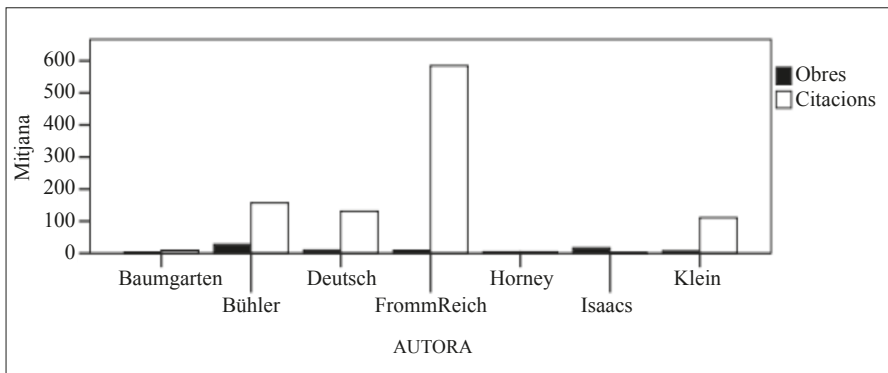 600
500
400
300
200
100
0
Mitjana
Obres
Citacions
Baumgarten Deutsch Horney Klein
Bühler FrommReich Isaacs
AUTORA